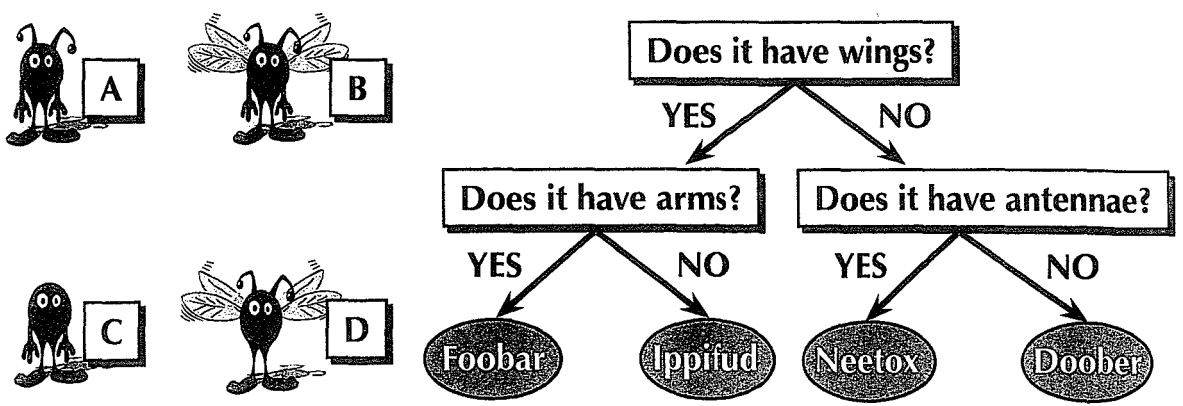 A
B
C
D
Does it have wings?
YES
NO
Does it have arms?
Does it have antennae?
YES
NO
YES
NO
Foobar
Ippifud
Neetox
Doober